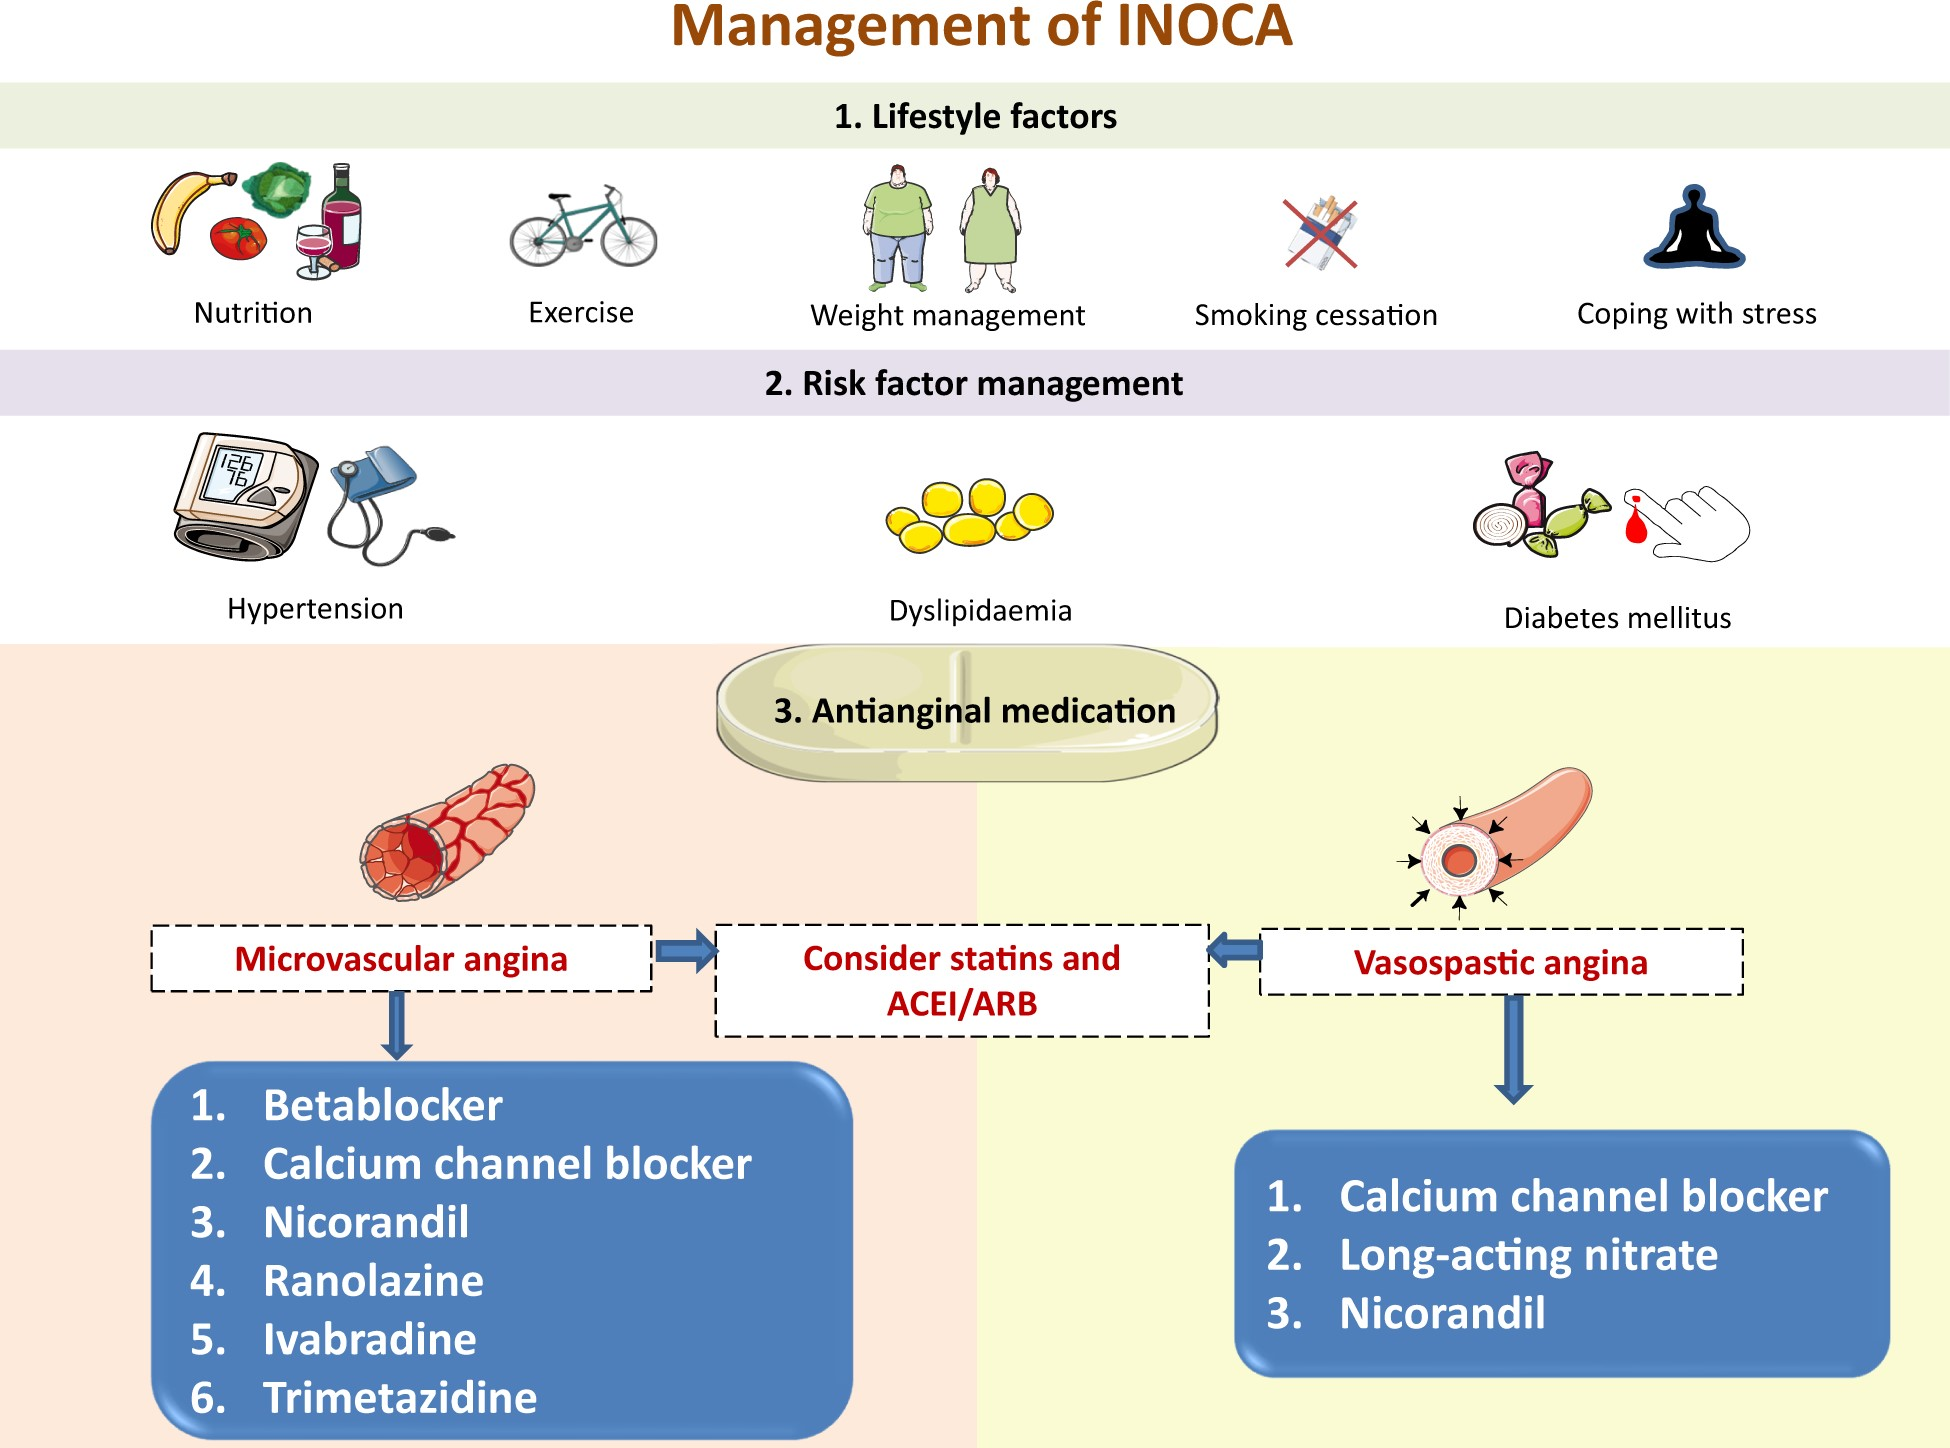 Management of INOCA
1. Lifestyle factors
Nutrition
Exercise
Weight management
Smoking cessation
Coping with stress
2. Risk factor management
126
76
Hypertension
Dyslipidaemia
Diabetes mellitus
3. Antianginal medication
Microvascular angina
Consider statins and
ACEI/ARB
Vasospastic angina
1. Betablocker
2. Calcium channel blocker
3. Nicorandil
4. Ranolazine
5. Ivabradine
6. Trimetazidine
1. Calcium channel blocker
2. Long-acting nitrate
3. Nicorandil